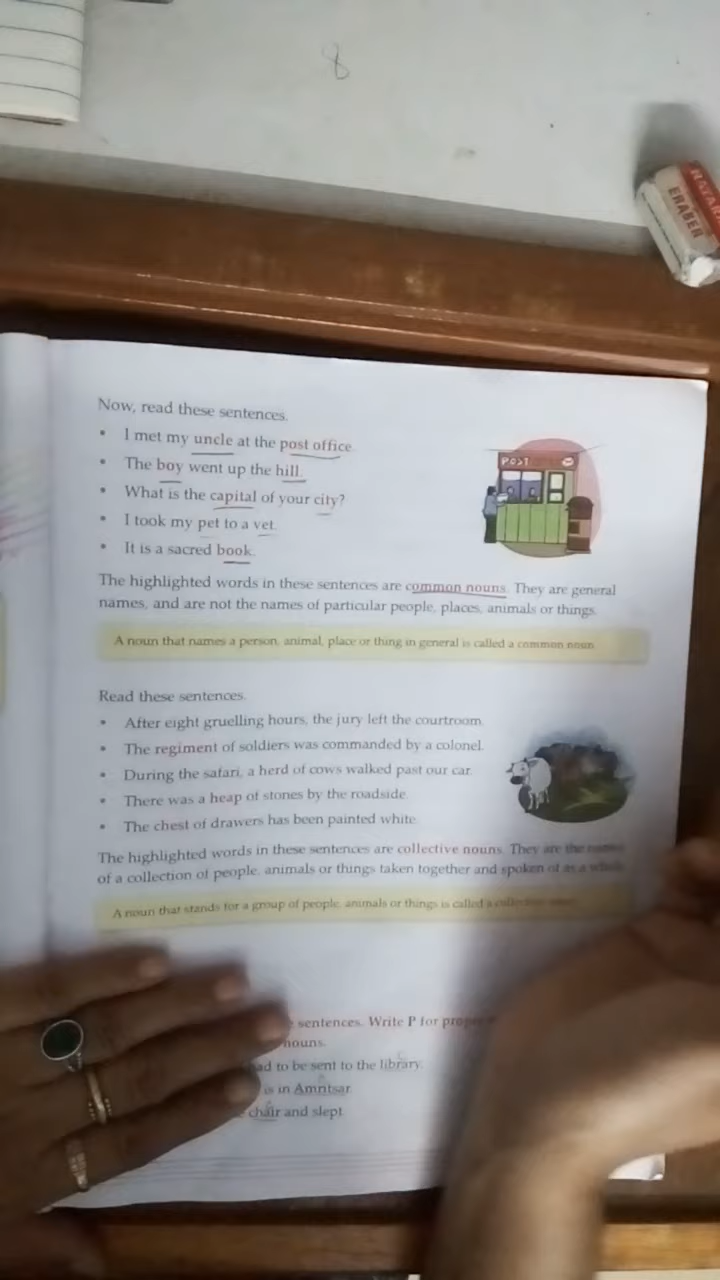 8
ERASER
Now, read these sentences.
• I met my uncle at the post office.
• The boy went up the hill.
• What is the capital of your city?
• I took my pet to a vet.
• It is a sacred book.
POST
The highlighted words in these sentences are common nouns. They are general
names, and are not the names of particular people, places, animals or things.
A noun that names a person, animal, place or thing in general is called a common noun.
Read these sentences.
• After eight gruelling hours, the jury left the courtroom.
• The regiment of soldiers was commanded by a colonel.
• During the safari, a herd of cows walked past our car.
• There was a heap of stones by the roadside.
• The chest of drawers has been painted white.
The highlighted words in these sentences are collective nouns. They are the names
of a collection of people, animals or things taken together and spoken of as a whole.
A noun that stands for a group of people, animals or things is called a collective noun.
sentences. Write P for proper
nouns.
to be sent to the library.
is in Amritsar.
chair and slept.